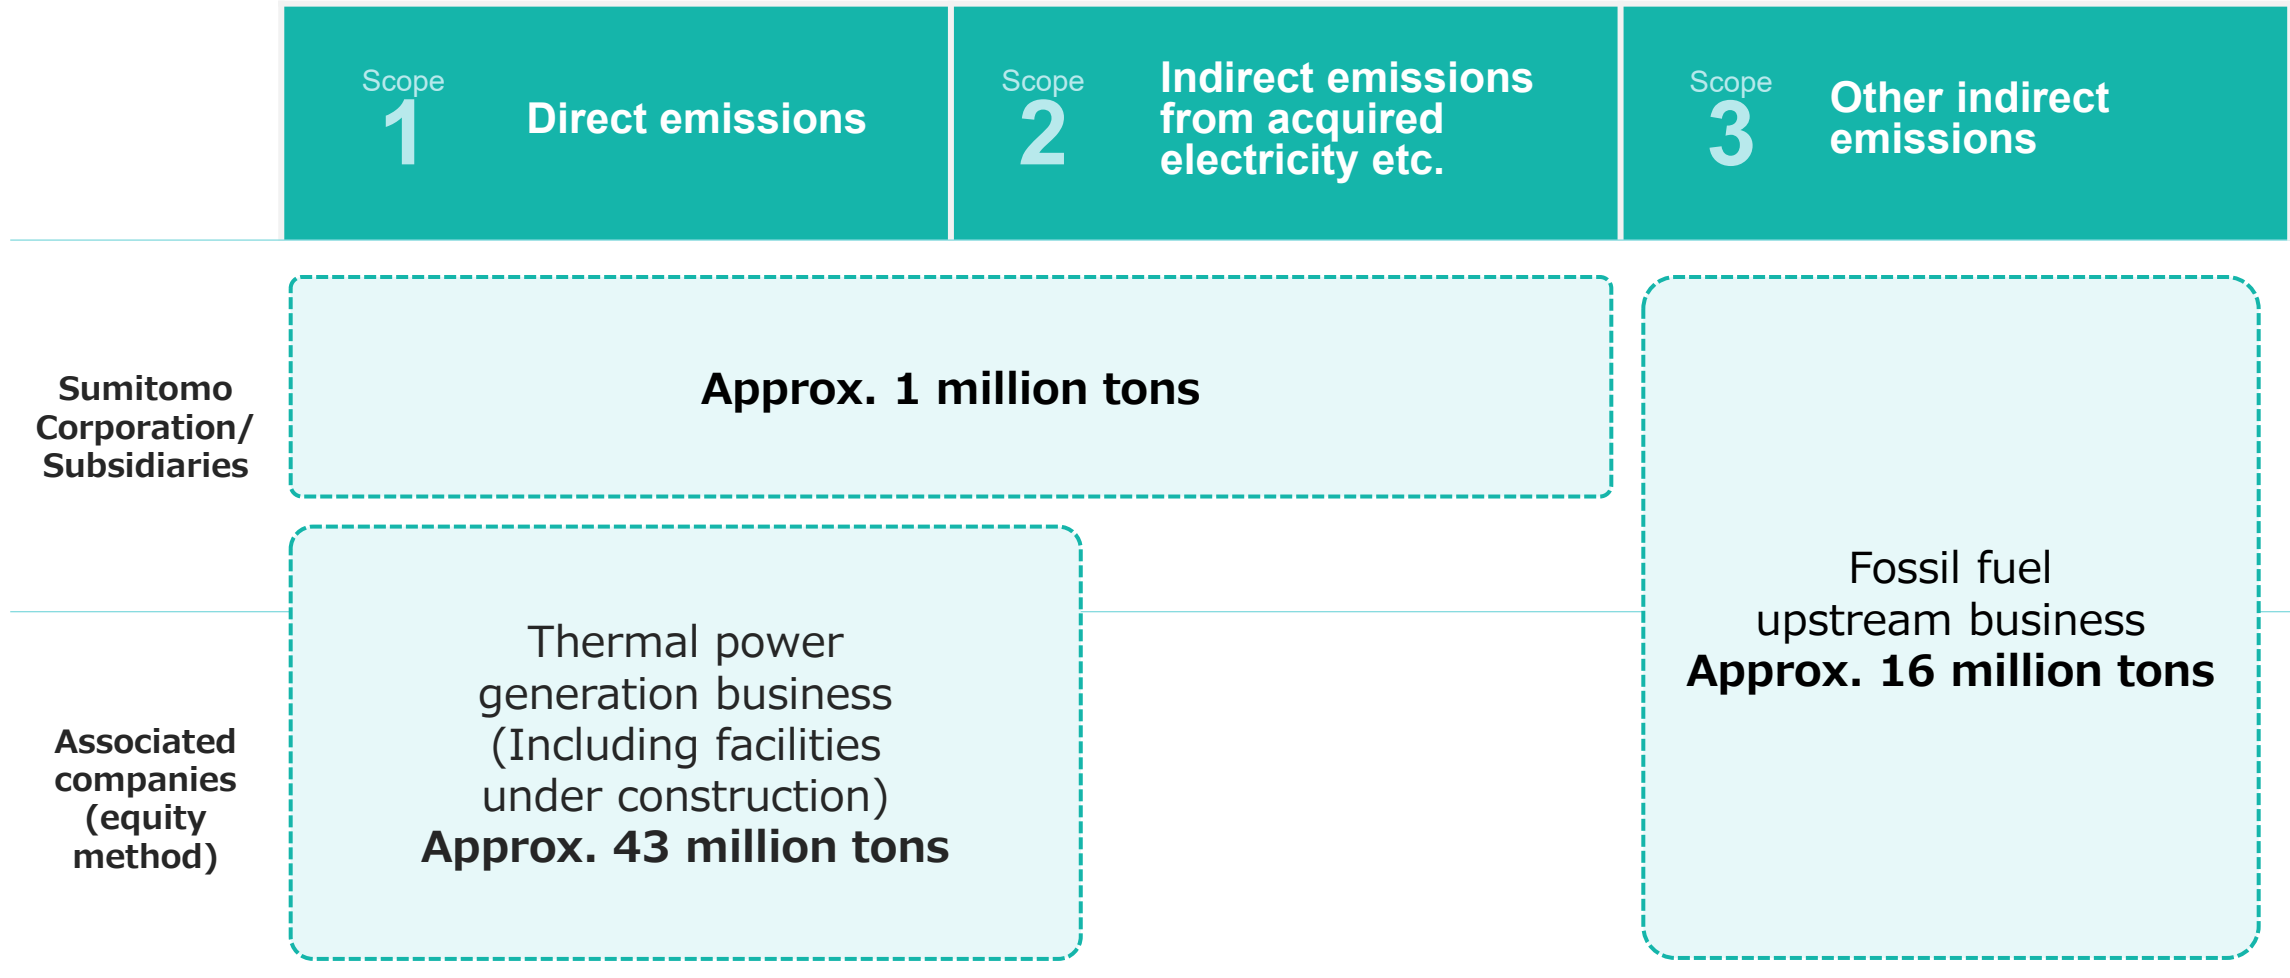 Scope
1
Direct emissions
Scope
2
Indirect emissions
from acquired
electricity etc.
Scope
3
Other indirect
emissions
Sumitomo
Corporation/
Subsidiaries
Approx. 1 million tons
Fossil fuel
upstream business
Approx. 16 million tons
Associated
companies
(equity
method)
Thermal power
generation business
(Including facilities
under construction)
Approx. 43 million tons